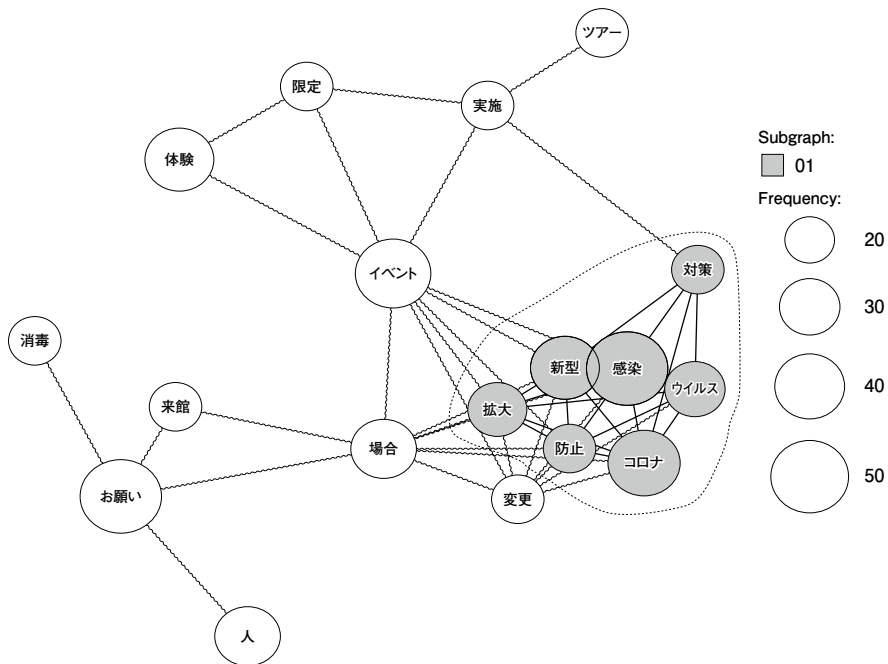 ツアー
限定
実施
体験
イベント
対策
消毒
来館
新型
感染
ウイルス
拡大
防止
コロナ
場合
変更
お願い
人
Subgraph:
01
Frequency:
20
30
40
50